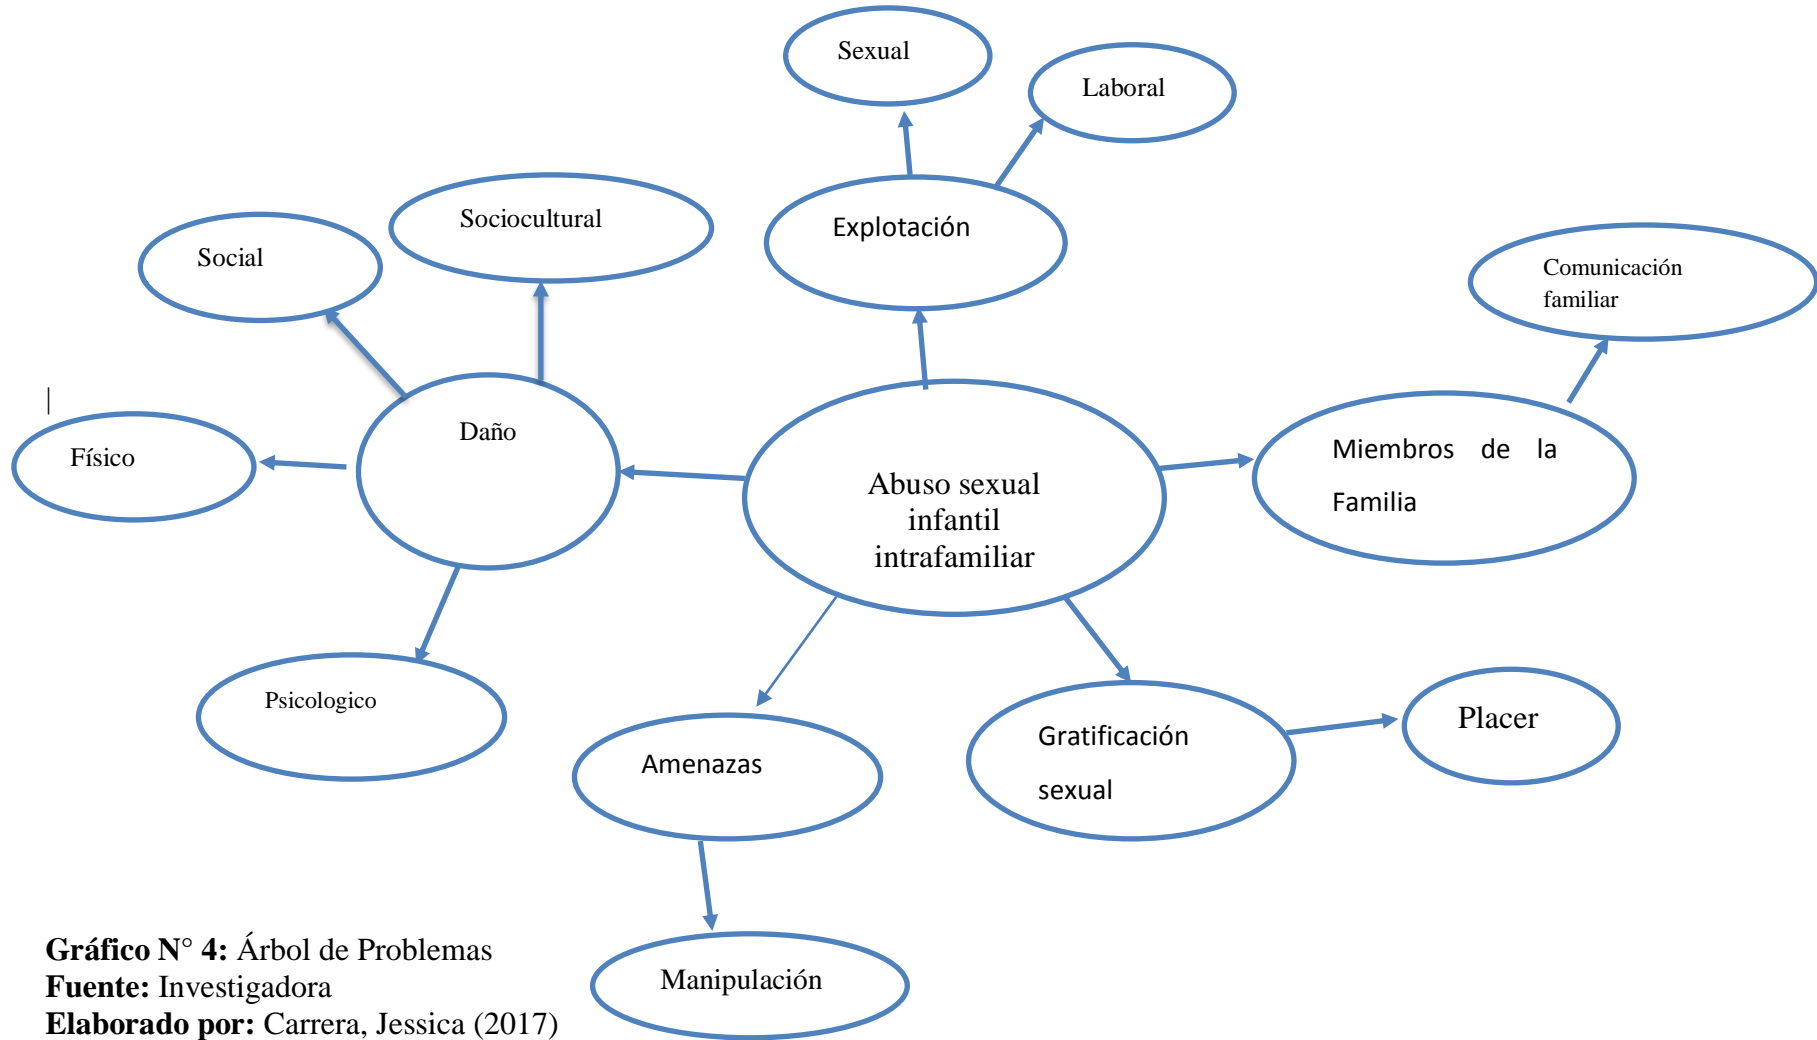 Sexual
Laboral
Sociocultural
Explotación
Social
Comunicación
familiar
|
Daño
Físico
Miembros de la
Familia
Abuso sexual
infantil
intrafamiliar
Psicologico
Placer
Gratificación
sexual
Amenazas
Manipulación
Gráfico N° 4: Árbol de Problemas
Fuente: Investigadora
Elaborado por: Carrera, Jessica (2017)